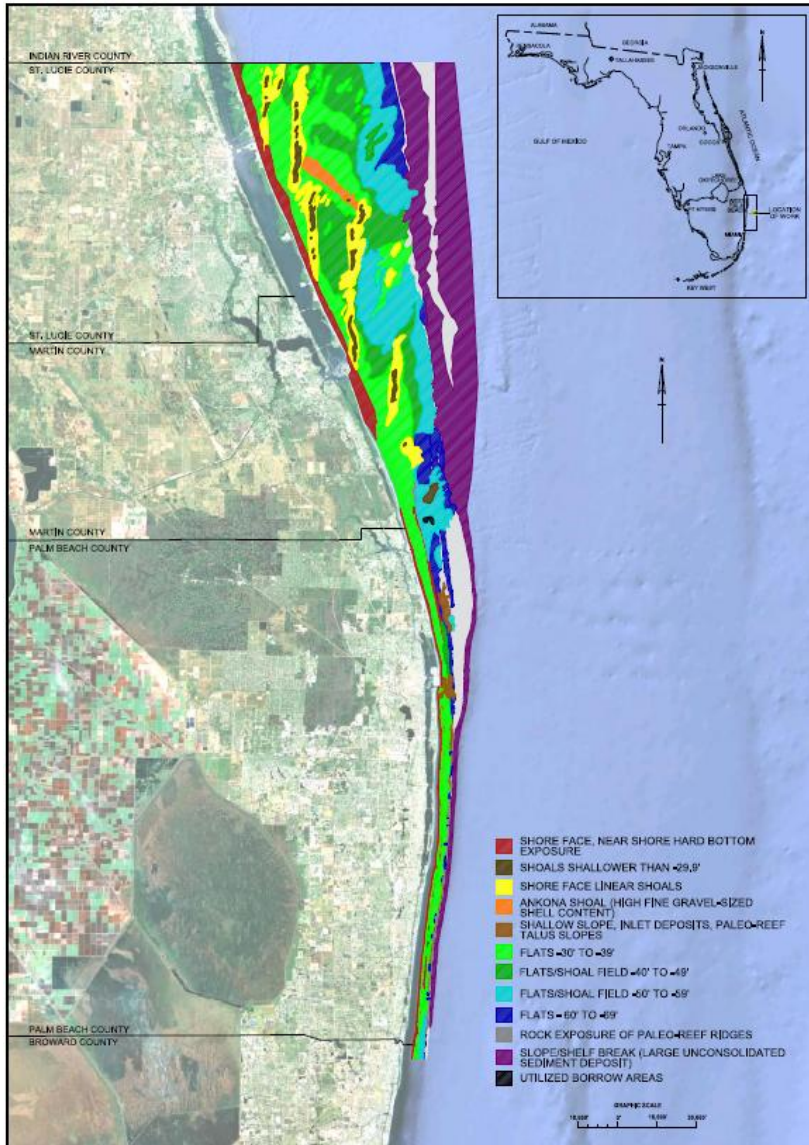 ALABAMA
GEORGIA
PENSACOLA
TALLAHASSEE
JACKSONVILLE
ATLANTIC OCEAN
ORLANDO
GULF OF MEXICO
TAMPA
LOCATION
OF WORK
MIAMI
KEY WEST
INDIAN RIVER COUNTY
ST. LUCIE COUNTY
ST. LUCIE COUNTY
MARTIN COUNTY
MARTIN COUNTY
PALM BEACH COUNTY
PALM BEACH COUNTY
BROWARD COUNTY
SHORE FACE, NEAR SHORE HARD BOTTOM
EXPOSURE
SHOALS SHALLOWER THAN -29.9'
SHORE FACE LINEAR SHOALS
ANKONA SHOAL (HIGH FINE GRAVEL-SIZED
SHELL CONTENT)
SHALLOW SLOPE, INLET DEPOSITS, PALEO-REEF
TALUS SLOPES
FLATS -30' TO -39'
FLATS/SHOAL FIELD -40' TO -49'
FLATS/SHOAL FIELD -50' TO -59'
FLATS - 60' TO -69'
ROCK EXPOSURE OF PALEO-REEF RIDGES
SLOPE/SHELF BREAK (LARGE UNCONSOLIDATED
SEDIMENT DEPOSIT)
UTILIZED BORROW AREAS
GRAPHIC SCALE
0'